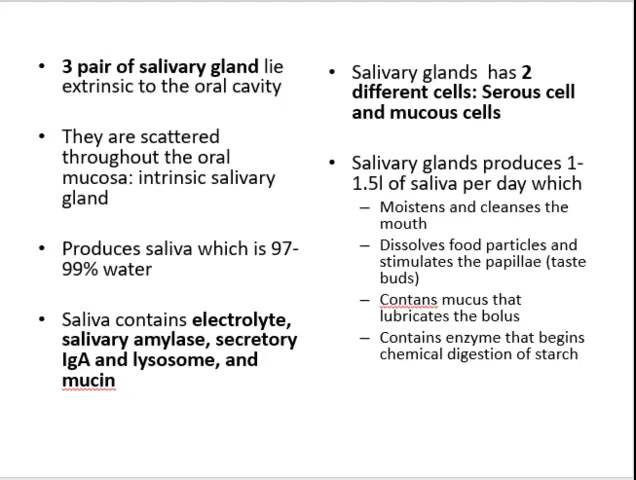 • 3 pair of salivary gland lie
extrinsic to the oral cavity
• They are scattered
throughout the oral
mucosa: intrinsic salivary
gland
• Produces saliva which is 97-
99% water
• Saliva contains electrolyte,
salivary amylase, secretory
IgA and lysosome, and
mucin
• Salivary glands has 2
different cells: Serous cell
and mucous cells
• Salivary glands produces 1-
1.5l of saliva per day which
– Moistens and cleanses the
mouth
– Dissolves food particles and
stimulates the papillae (taste
buds)
– Contans mucus that
lubricates the bolus
– Contains enzyme that begins
chemical digestion of starch